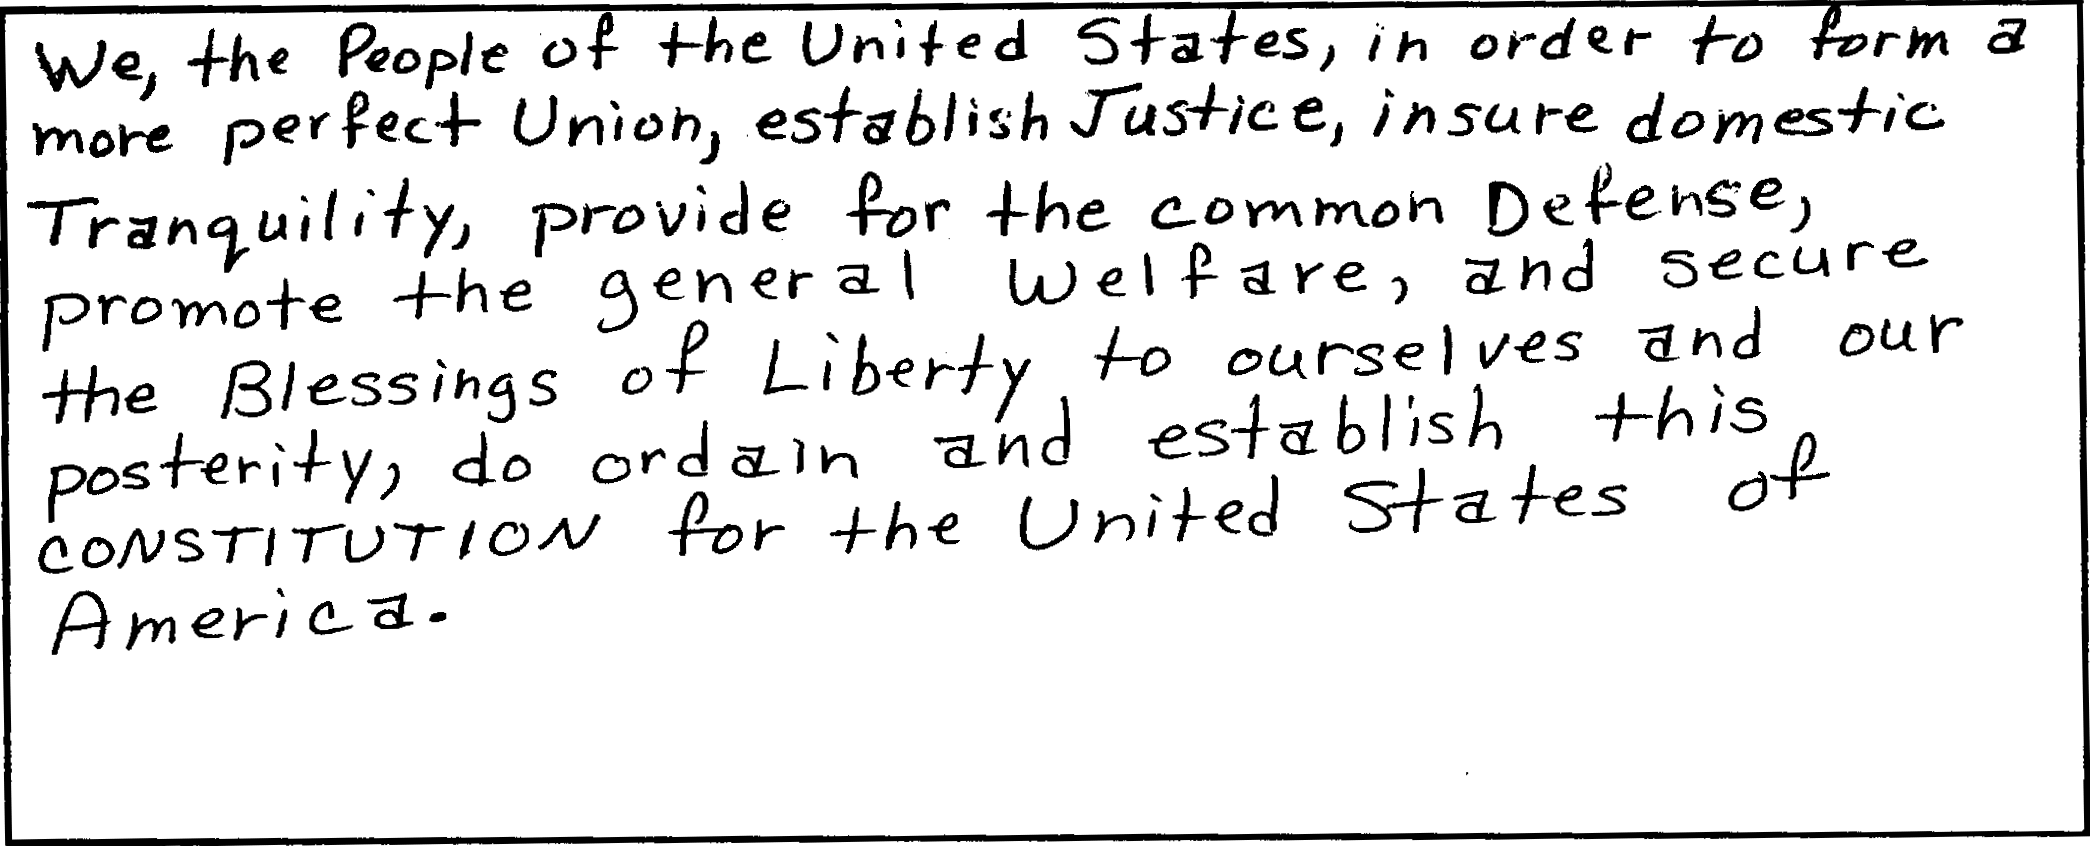 We, the People of the United States, in order to form a
more perfect Union, establish Justice, insure domestic
Tranquility, provide for the common Defense,
promote the general Welfare, and secure
the Blessings of Liberty to ourselves and our
posterity, do ordain and establish this
CONSTITUTION for the United States of
America.